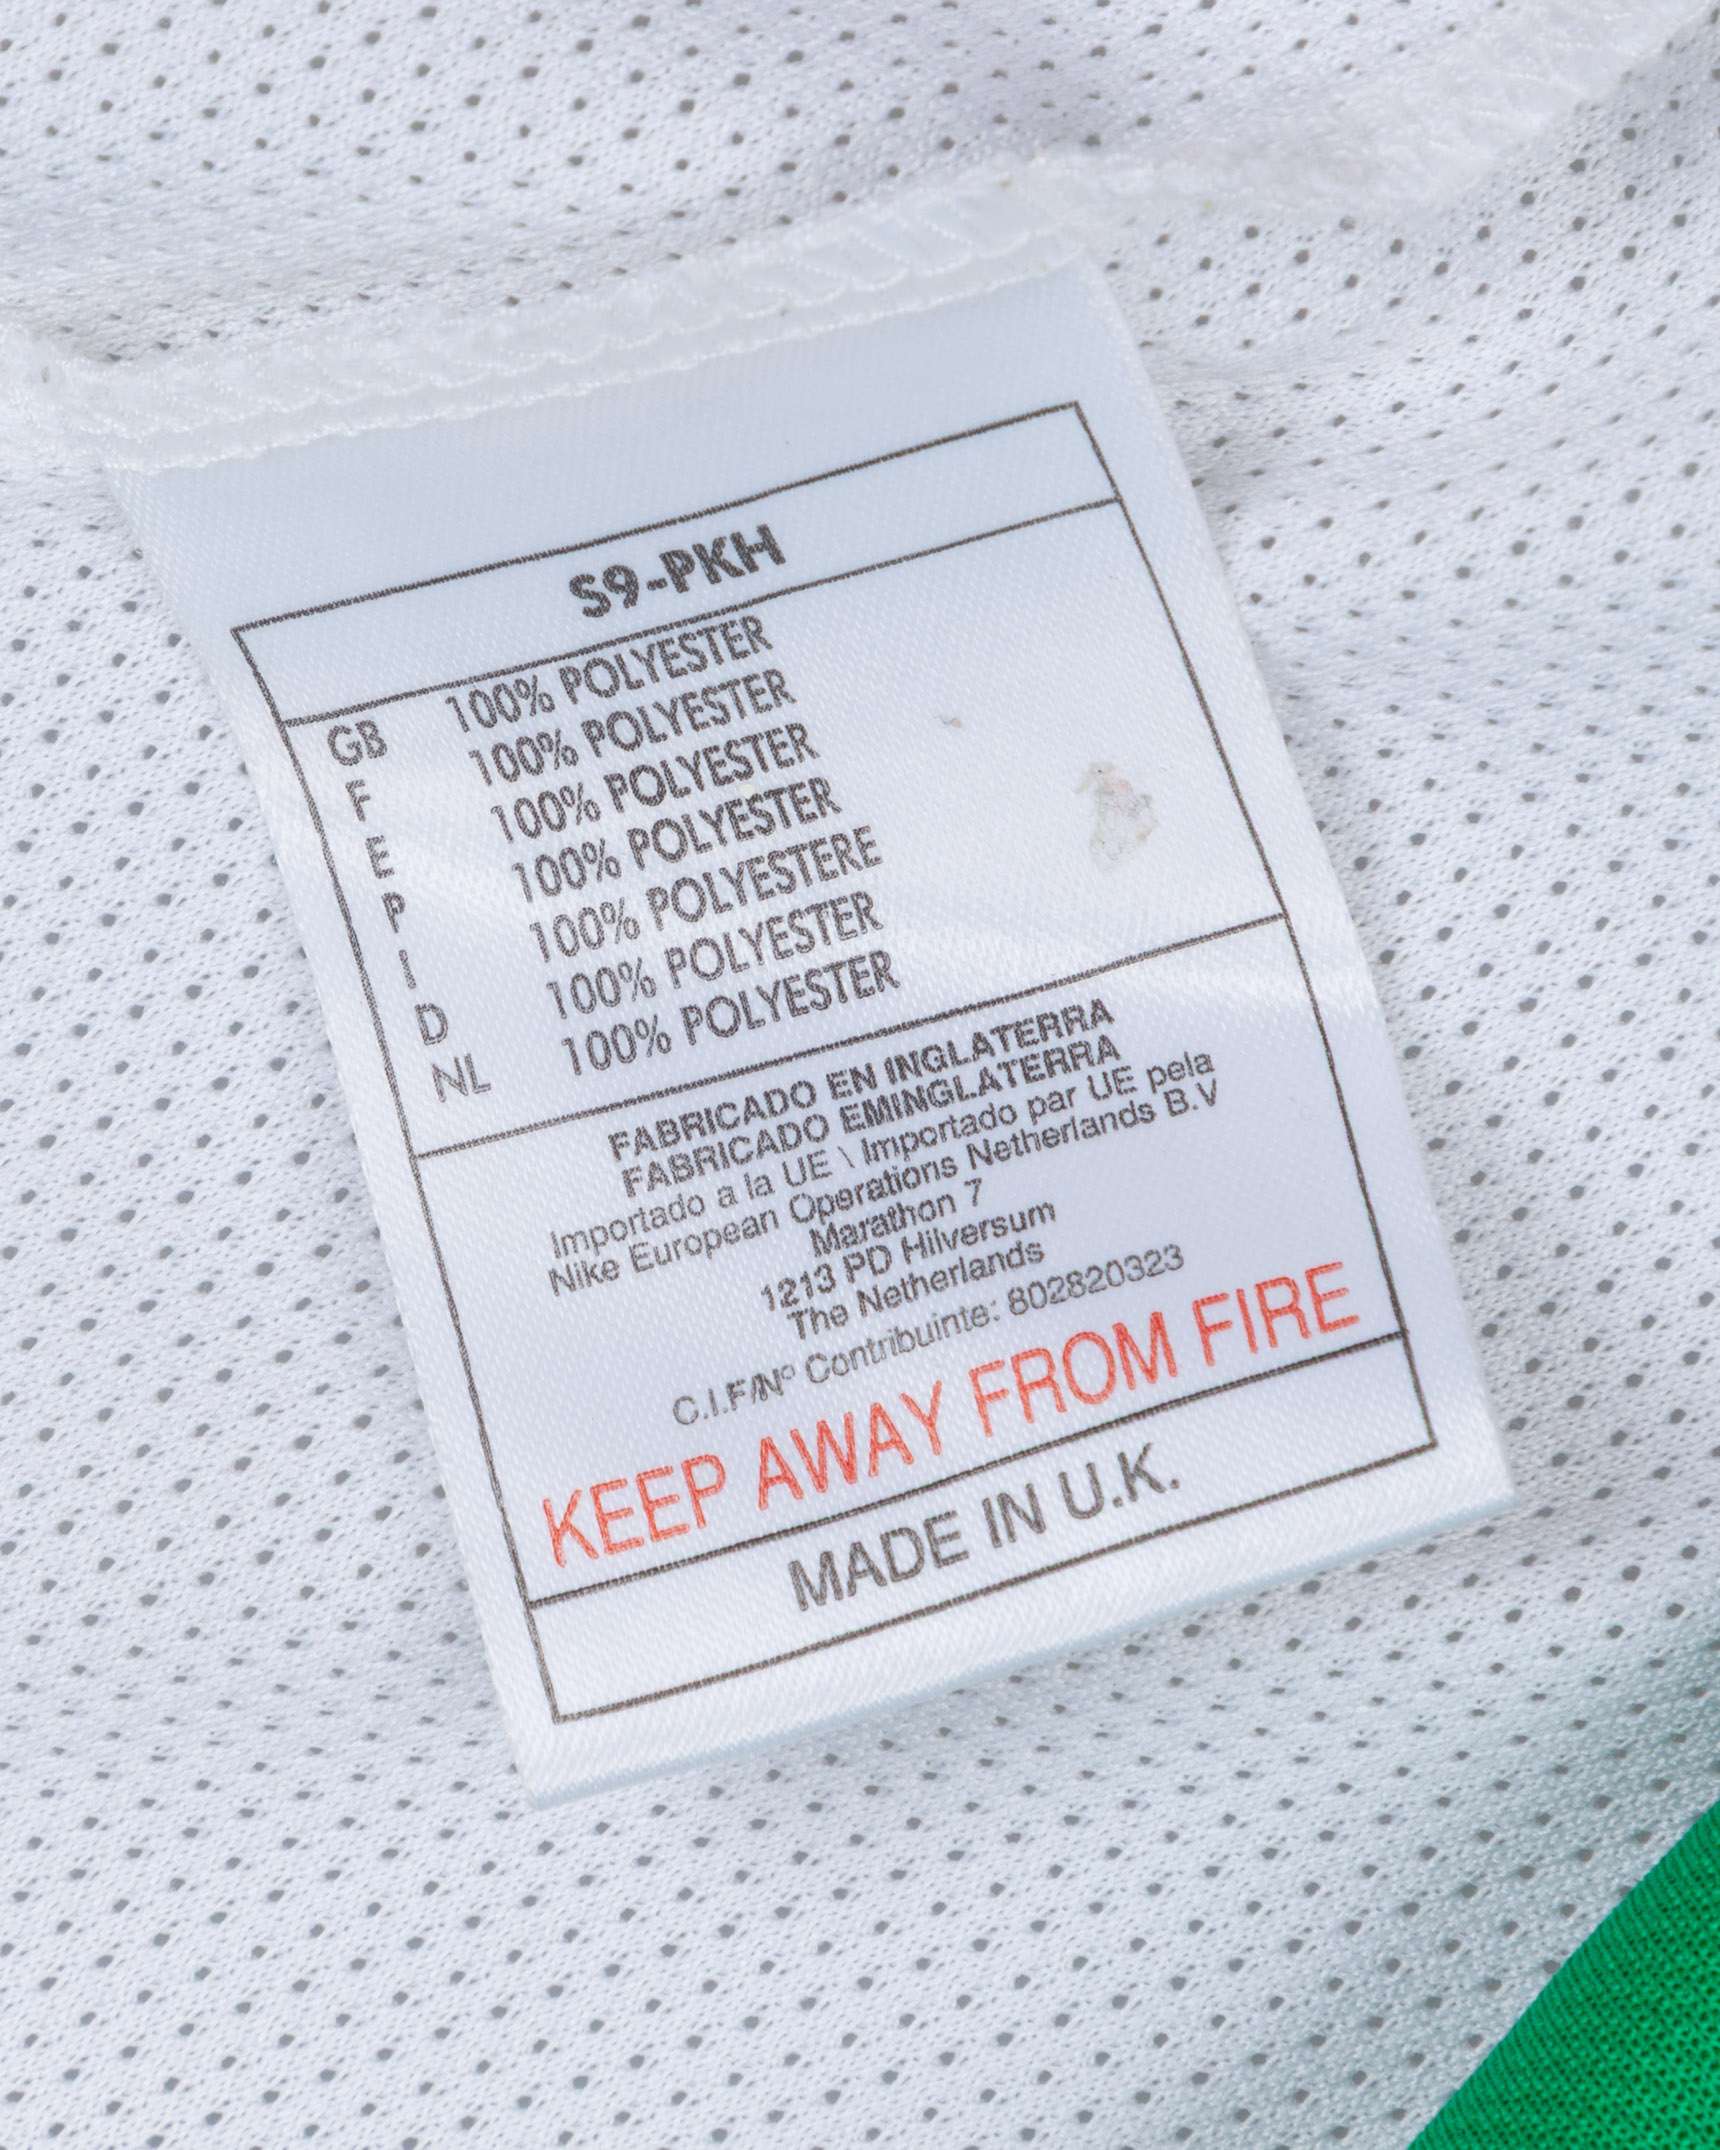 S9-PKH
GB 100% POLYESTER
F 100% POLYESTER
E 100% POLYESTER
P 100% POLYESTER
I 100% POLYESTERE
D 100% POLYESTER
NL 100% POLYESTER
FABRICADO EN INGLATERRA
FABRICADO EMINGLATERRA
Importado a la UE \ Importado par UE pela
Nike European Operations Netherlands B.V
Marathon 7
1213 PD Hilversum
The Netherlands
C.I.F/Nº Contribuinte: 802820323
KEEP AWAY FROM FIRE
MADE IN U.K.